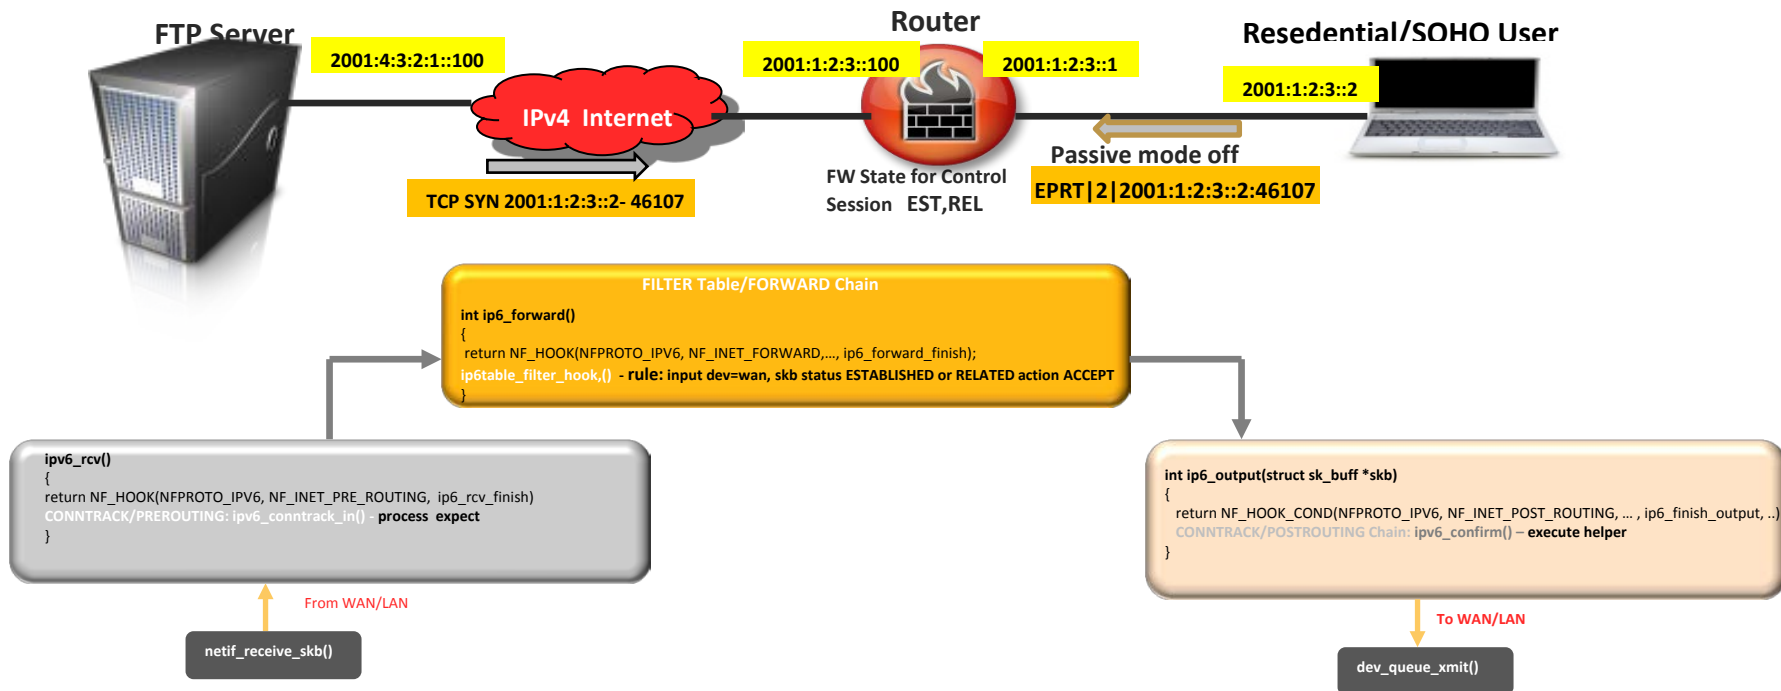 FTP Server
Router
Resedential/SOHO User
2001:4:3:2:1::100
2001:1:2:3::100
2001:1:2:3::1
2001:1:2:3::2
IPv4  Internet
Passive mode off
FW State for Control
Session   EST,REL
EPRT|2|2001:1:2:3::2:46107
TCP SYN 2001:1:2:3::2- 46107
FILTER Table/FORWARD Chain
int ip6_forward()
{
return NF_HOOK(NFPROTO_IPV6, NF_INET_FORWARD,..., ip6_forward_finish);
ip6table_filter_hook,()  - rule: input dev=wan, skb status ESTABLISHED or RELATED action ACCEPT
}
ipv6_rcv()
{
return NF_HOOK(NFPROTO_IPV6, NF_INET_PRE_ROUTING,  ip6_rcv_finish)
CONNTRACK/PREROUTING: ipv6_conntrack_in() - process  expect
}
int ip6_output(struct sk_buff *skb)
{
return NF_HOOK_COND(NFPROTO_IPV6, NF_INET_POST_ROUTING, ... , ip6_finish_output, ..)
CONNTRACK/POSTROUTING Chain: ipv6_confirm() – execute helper
}
From WAN/LAN
To WAN/LAN
netif_receive_skb()
dev_queue_xmit()